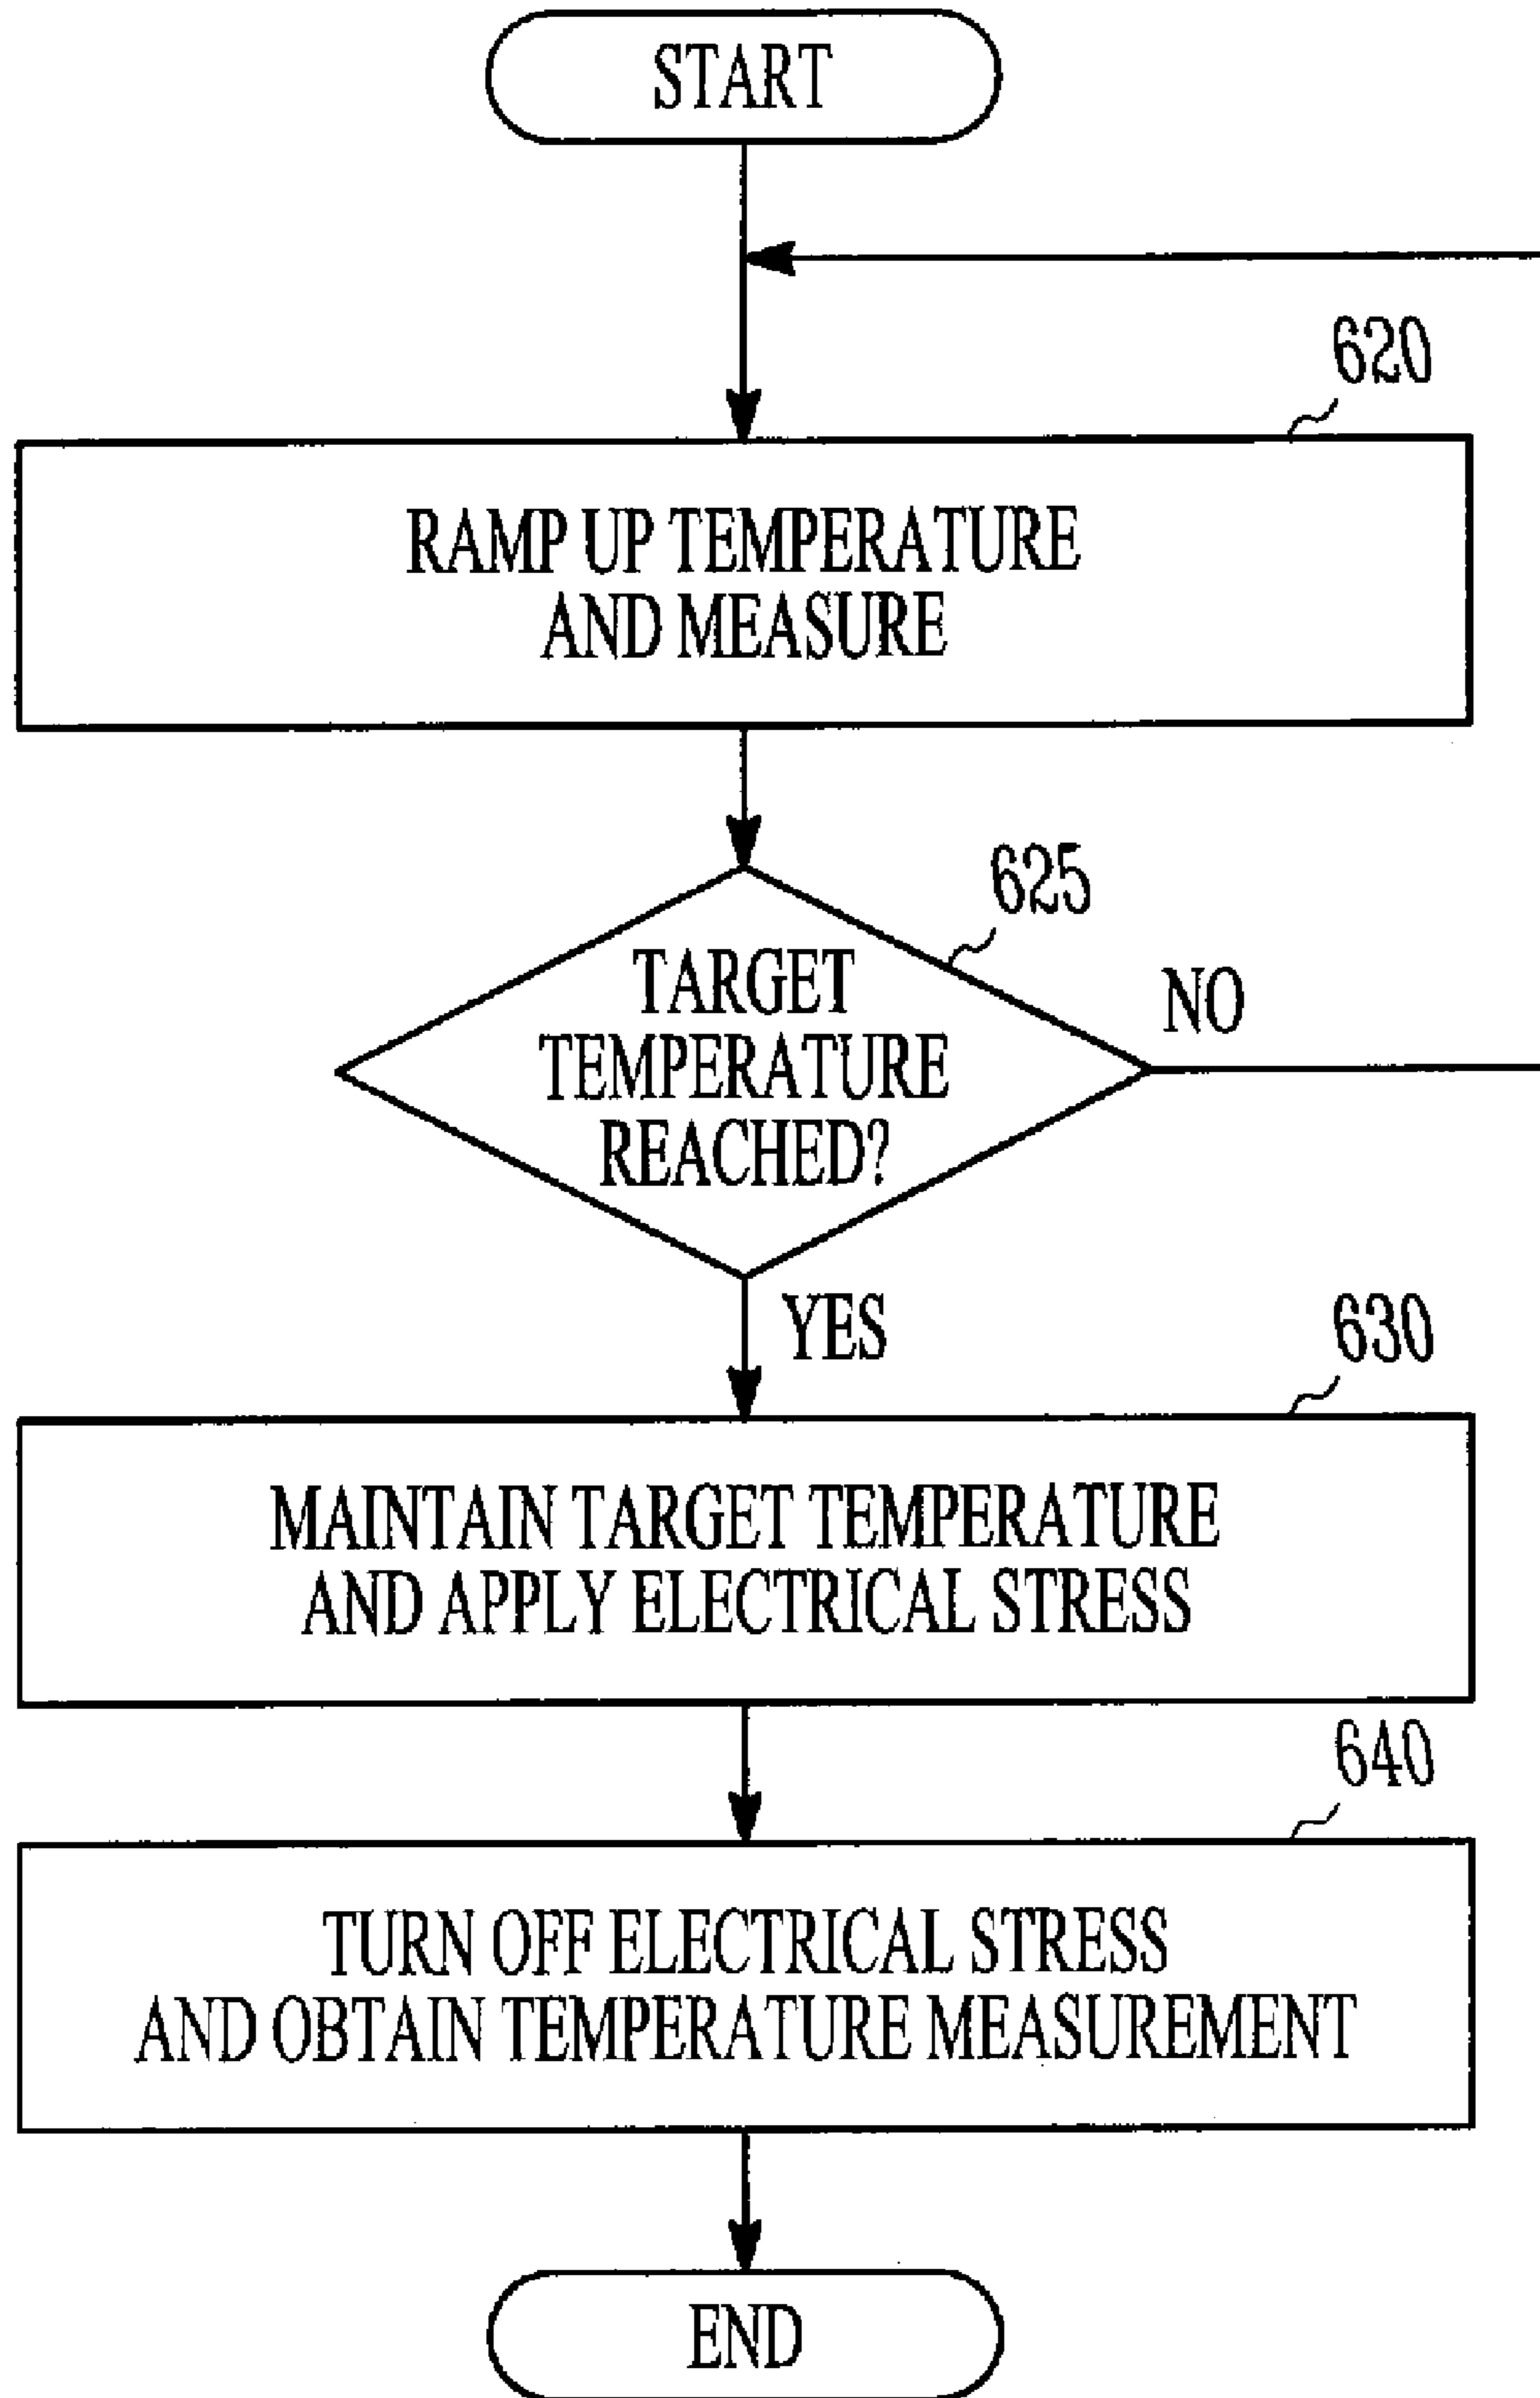 START
620
RAMP UP TEMPERATURE
AND MEASURE
625
TARGET
TEMPERATURE
REACHED?
NO
YES
630
MAINTAIN TARGET TEMPERATURE
AND APPLY ELECTRICAL STRESS
640
TURN OFF ELECTRICAL STRESS
AND OBTAIN TEMPERATURE MEASUREMENT
END